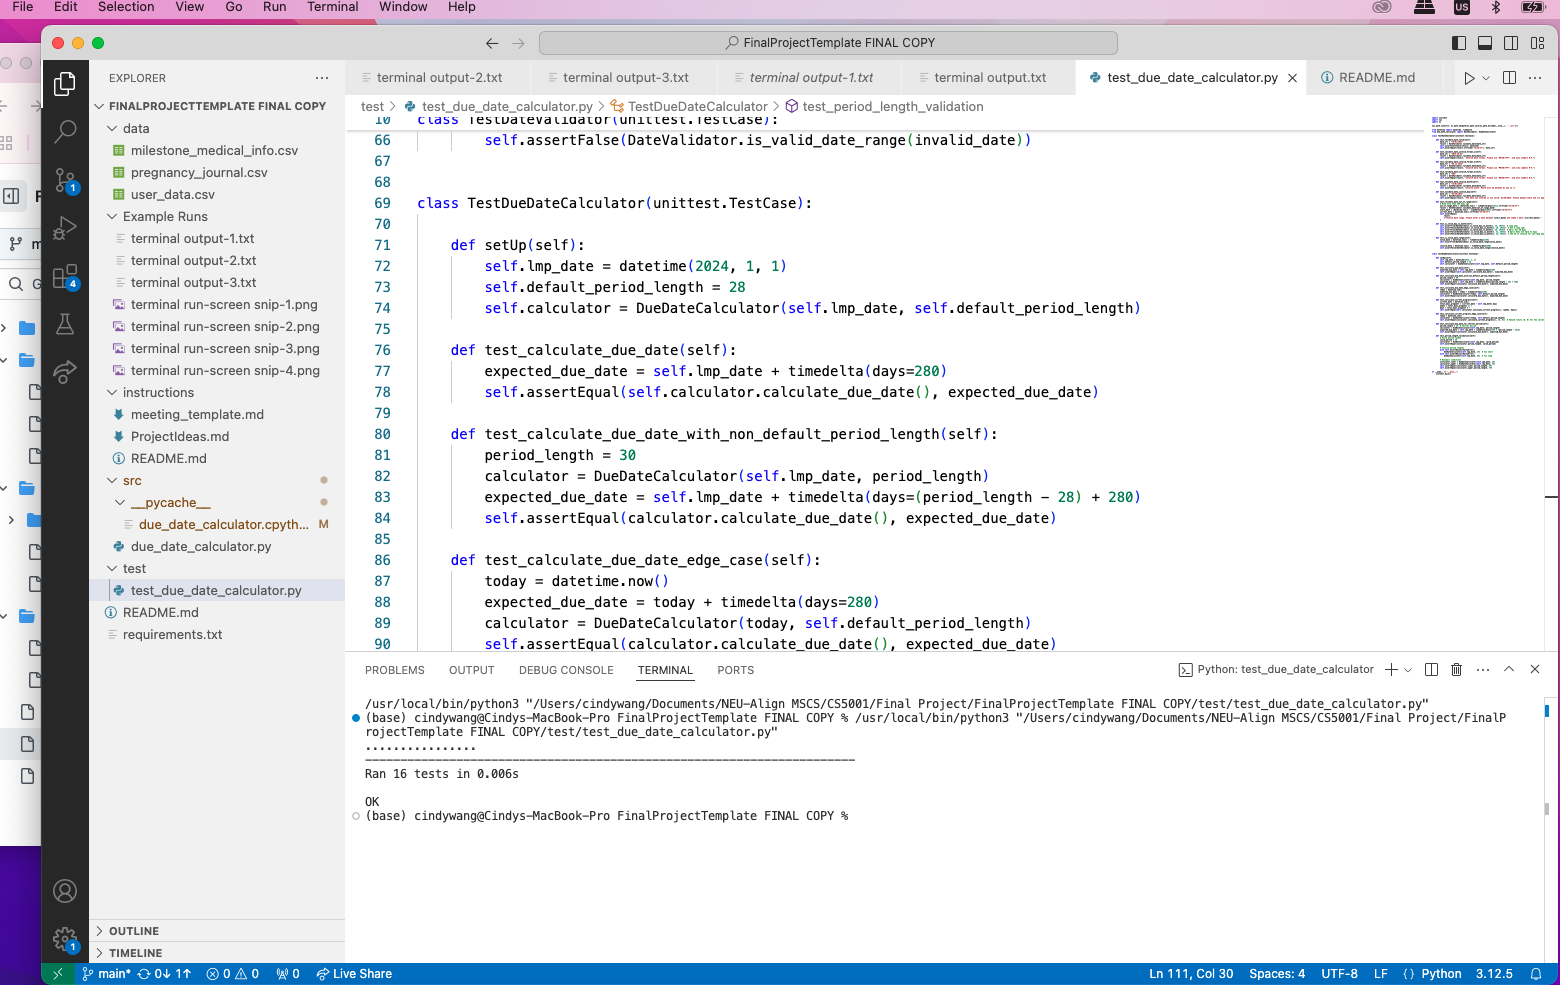 File Edit Selection View Go Run Terminal Window Help
US
FinalProjectTemplate FINAL COPY
EXPLORER
terminal output-2.txt
terminal output-3.txt
terminal output-1.txt
terminal output.txt
test_due_date_calculator.py
README.md
FINALPROJECTTEMPLATE FINAL COPY
data
milestone_medical_info.csv
pregnancy_journal.csv
user_data.csv
Example Runs
terminal output-1.txt
terminal output-2.txt
terminal output-3.txt
terminal run-screen snip-1.png
terminal run-screen snip-2.png
terminal run-screen snip-3.png
terminal run-screen snip-4.png
instructions
meeting_template.md
ProjectIdeas.md
README.md
src
__pycache__
due_date_calculator.cpyth... M
due_date_calculator.py
test
test_due_date_calculator.py
README.md
requirements.txt
OUTLINE
TIMELINE
1
4
1
test > test_due_date_calculator.py > TestDueDateCalculator > test_period_length_validation
10 class TestDateValidator(unittest.TestCase):
66 self.assertFalse(DateValidator.is_valid_date_range(invalid_date))
67
68
69 class TestDueDateCalculator(unittest.TestCase):
70
71 def setUp(self):
72 self.lmp_date = datetime(2024, 1, 1)
73 self.default_period_length = 28
74 self.calculator = DueDateCalculator(self.lmp_date, self.default_period_length)
75
76 def test_calculate_due_date(self):
77 expected_due_date = self.lmp_date + timedelta(days=280)
78 self.assertEqual(self.calculator.calculate_due_date(), expected_due_date)
79
80 def test_calculate_due_date_with_non_default_period_length(self):
81 period_length = 30
82 calculator = DueDateCalculator(self.lmp_date, period_length)
83 expected_due_date = self.lmp_date + timedelta(days=(period_length - 28) + 280)
84 self.assertEqual(calculator.calculate_due_date(), expected_due_date)
85
86 def test_calculate_due_date_edge_case(self):
87 today = datetime.now()
88 expected_due_date = today + timedelta(days=280)
89 calculator = DueDateCalculator(today, self.default_period_length)
90 self.assertEqual(calculator.calculate_due_date(), expected_due_date)
PROBLEMS OUTPUT DEBUG CONSOLE TERMINAL PORTS
Python: test_due_date_calculator
/usr/local/bin/python3 "/Users/cindywang/Documents/NEU-Align MSCS/CS5001/Final Project/FinalProjectTemplate FINAL COPY/test/test_due_date_calculator.py"
(base) cindywang@Cindys-MacBook-Pro FinalProjectTemplate FINAL COPY % /usr/local/bin/python3 "/Users/cindywang/Documents/NEU-Align MSCS/CS5001/Final Project/FinalP
rojectTemplate FINAL COPY/test/test_due_date_calculator.py"
................
----------------------------------------------------------------------
Ran 16 tests in 0.006s
OK
(base) cindywang@Cindys-MacBook-Pro FinalProjectTemplate FINAL COPY %
main* 0↓ 1↑ 0 0 0 Live Share
Ln 111, Col 30 Spaces: 4 UTF-8 LF {} Python 3.12.5